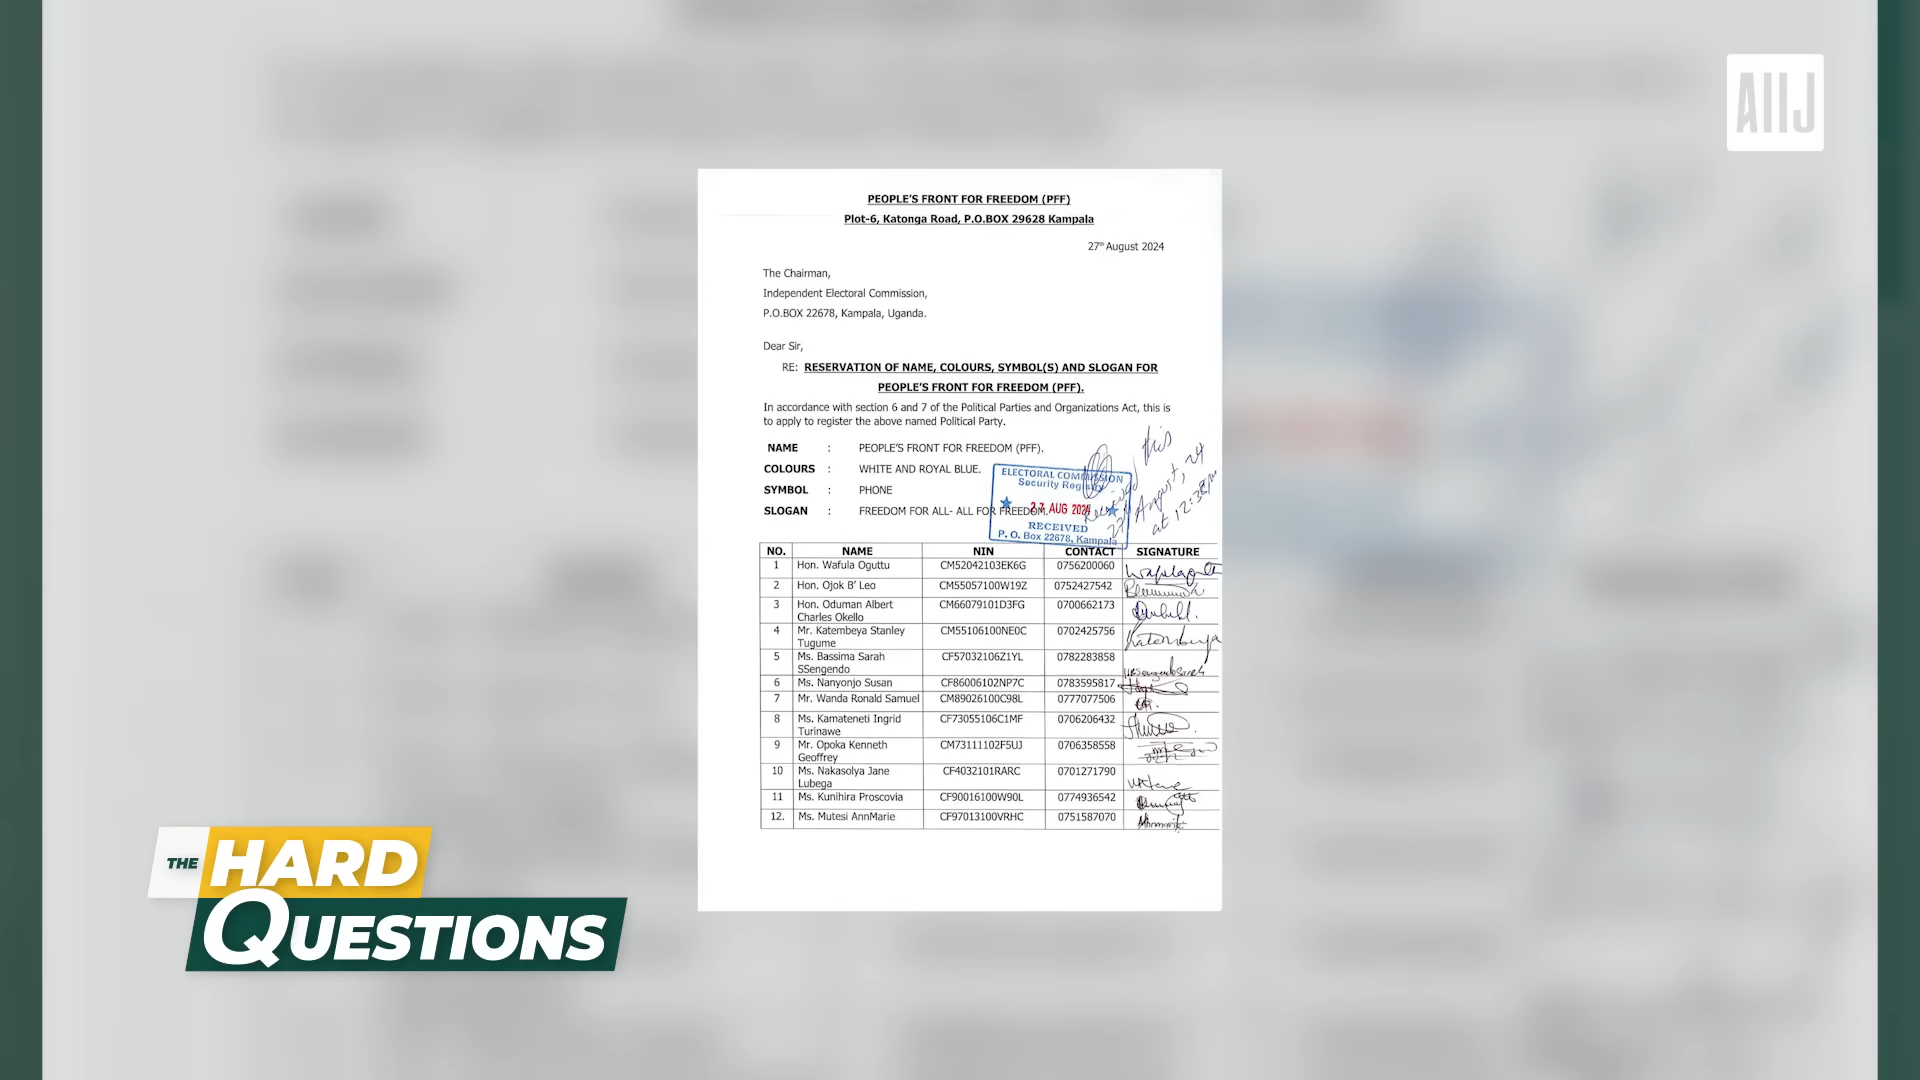 AIIJ
PEOPLE'S FRONT FOR FREEDOM (PFF)
Plot-6, Katonga Road, P.O.BOX 29628 Kampala
27th August 2024
The Chairman,
Independent Electoral Commission,
P.O.BOX 22678, Kampala, Uganda.
Dear Sir,
RE: RESERVATION OF NAME, COLOURS, SYMBOL(S) AND SLOGAN FOR
PEOPLE'S FRONT FOR FREEDOM (PFF).
In accordance with section 6 and 7 of the Political Parties and Organizations Act, this is
to apply to register the above named Political Party.
NAME : PEOPLE'S FRONT FOR FREEDOM (PFF).
COLOURS : WHITE AND ROYAL BLUE.
SYMBOL : PHONE
SLOGAN : FREEDOM FOR ALL- ALL FOR FREEDOM.
ELECTORAL COMMISSION
Security Registry
27 AUG 2024
RECEIVED
P. O. Box 22678, Kampala
Received this
27 August, 24
at 12:38pm
NO. NAME NIN CONTACT SIGNATURE
1 Hon. Wafula Oguttu CM52042103EK6G 0756200060
2 Hon. Ojok B' Leo CM55057100W19Z 0752427542
3 Hon. Oduman Albert CM66079101D3FG 0700662173
Charles Okello
4 Mr. Katembeya Stanley CM55106100NE0C 0702425756
Tugume
5 Ms. Bassima Sarah CF57032106Z1YL 0782283858
SSengendo
6 Ms. Nanyonjo Susan CF86006102NP7C 0783595817
7 Mr. Wanda Ronald Samuel CM89026100C98L 0777077506
8 Ms. Kamateneti Ingrid CF73055106C1MF 0706206432
Turinawe
9 Mr. Opoka Kenneth CM73111102F5UJ 0706358558
Geoffrey
10 Ms. Nakasolya Jane CF4032101RARC 0701271790
Lubega
11 Ms. Kunihira Proscovia CF90016100W90L 0774936542
12. Ms. Mutesi AnnMarie CF97013100VRHC 0751587070
THE HARD
QUESTIONS